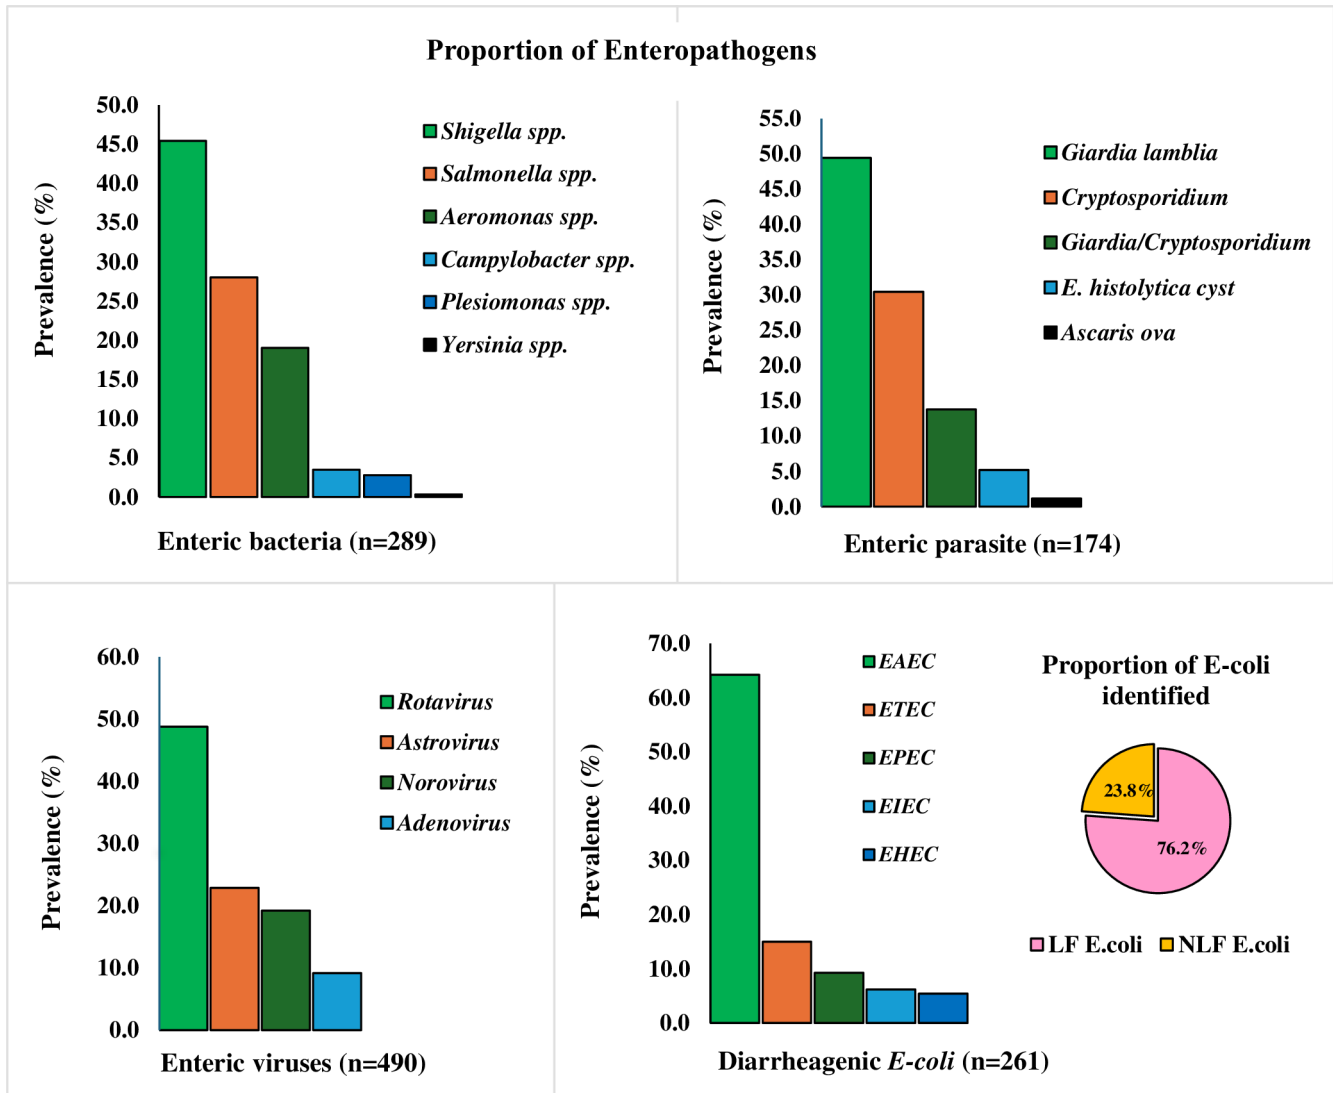 Proportion of Enteropathogens
50.0
45.0
40.0
35.0
30.0
25.0
20.0
15.0
10.0
5.0
0.0
Prevalence (%)
Shigella spp.
Salmonella spp.
Aeromonas spp.
Campylobacter spp.
Plesiomonas spp.
Yersinia spp.
Enteric bacteria (n=289)
55.0
50.0
45.0
40.0
35.0
30.0
25.0
20.0
15.0
10.0
5.0
0.0
Prevalence (%)
Giardia lamblia
Cryptosporidium
Giardia/Cryptosporidium
E. histolytica cyst
Ascaris ova
Enteric parasite (n=174)
60.0
50.0
40.0
30.0
20.0
10.0
0.0
Prevalence (%)
Rotavirus
Astrovirus
Norovirus
Adenovirus
Enteric viruses (n=490)
70.0
60.0
50.0
40.0
30.0
20.0
10.0
0.0
Prevalence (%)
EAEC
ETEC
EPEC
EIEC
EHEC
Diarrheagenic E-coli (n=261)
Proportion of E-coli
identified
23.8%
76.2%
LF E.coli NLF E.coli